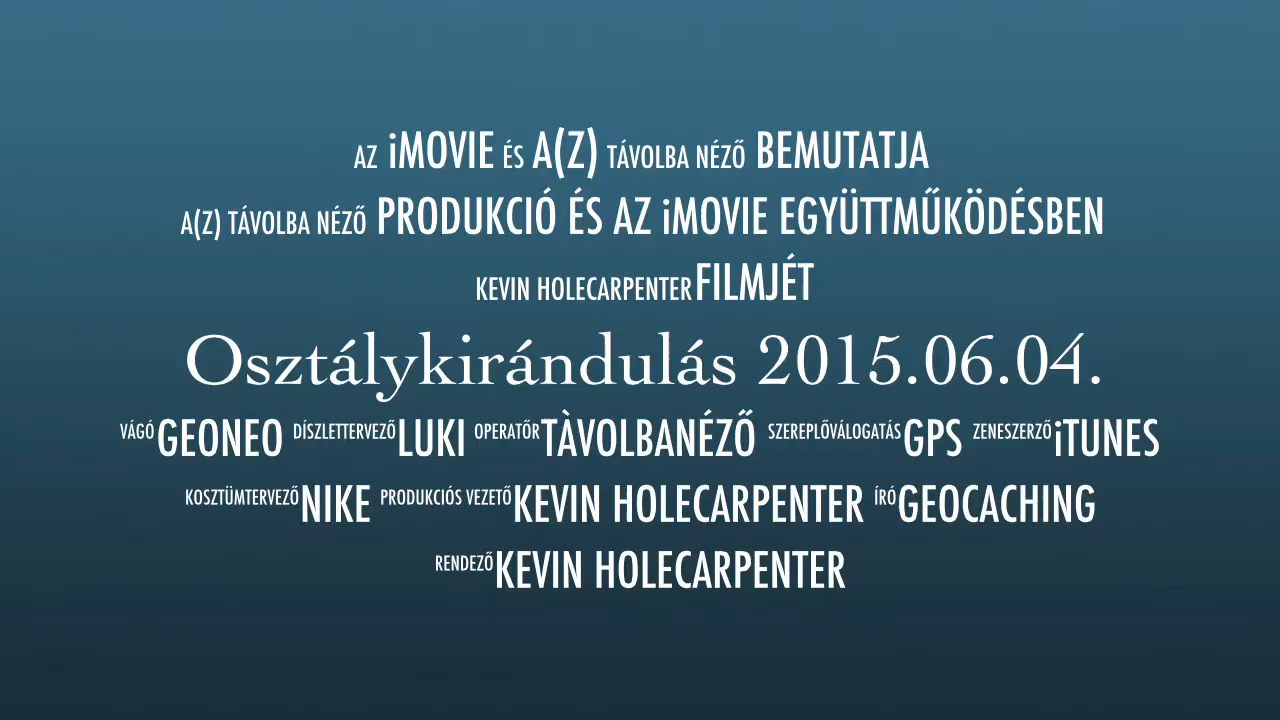 AZ iMOVIE ÉS A(Z) TÁVOLBA NÉZŐ BEMUTATJA
A(Z) TÁVOLBA NÉZŐ PRODUKCIÓ ÉS AZ iMOVIE EGYÜTTMŰKÖDÉSBEN
KEVIN HOLECARPENTER FILMJÉT
Osztálykirándulás 2015.06.04.
VÁGÓ GEONEO DÍSZLETTERVEZŐ LUKI OPERATŐR TÀVOLBANÉZŐ SZEREPLŐVÁLOGATÁS GPS ZENESZERZŐ iTUNES
KOSZTÜMTERVEZŐ NIKE PRODUKCIÓS VEZETŐ KEVIN HOLECARPENTER ÍRÓ GEOCACHING
RENDEZŐ KEVIN HOLECARPENTER